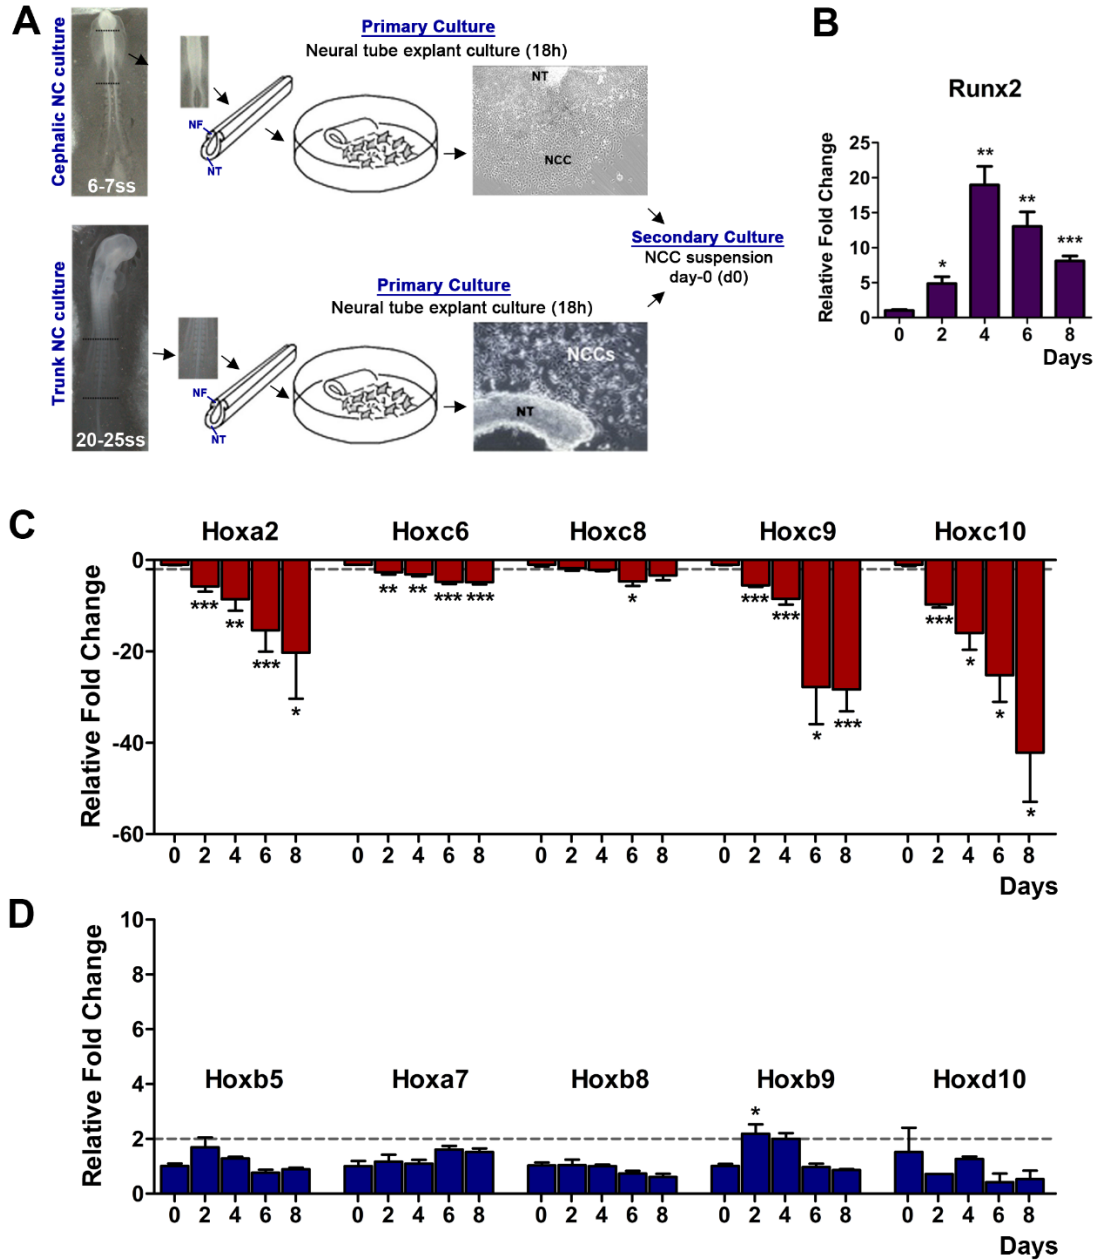 A
Cephalic NC culture
6-7ss
NF
NT
Primary Culture
Neural tube explant culture (18h)
NT
NCC
Trunk NC culture
20-25ss
NF
NT
Primary Culture
Neural tube explant culture (18h)
NCCs
NT
Secondary Culture
NCC suspension
day-0 (d0)
B
Runx2
Relative Fold Change
25
20
15
10
5
0
*
**
**
***
0 2 4 6 8
Days
C
Hoxa2 Hoxc6 Hoxc8 Hoxc9 Hoxc10
Relative Fold Change
0
-20
-40
-60
*** ** *** *
** ** *** ***
*
*** *** * ***
*** * * *
0 2 4 6 8 0 2 4 6 8 0 2 4 6 8 0 2 4 6 8 0 2 4 6 8
Days
D
Relative Fold Change
10
8
6
4
2
0
Hoxb5 Hoxa7 Hoxb8 Hoxb9 Hoxd10
*
0 2 4 6 8 0 2 4 6 8 0 2 4 6 8 0 2 4 6 8 0 2 4 6 8
Days